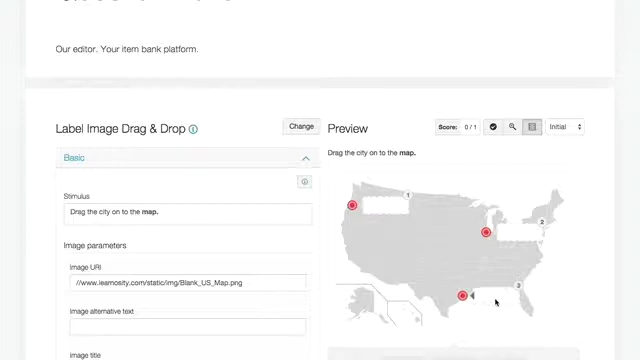 Our editor. Your item bank platform.
Label Image Drag & Drop
Change
Basic
Stimulus
Drag the city on to the map.
Image parameters
Image URI
//www.learnosity.com/static/img/Blank_US_Map.png
Image alternative text
Image title
Preview
Score: 0 / 1
Initial
Drag the city on to the map.
1
2
3